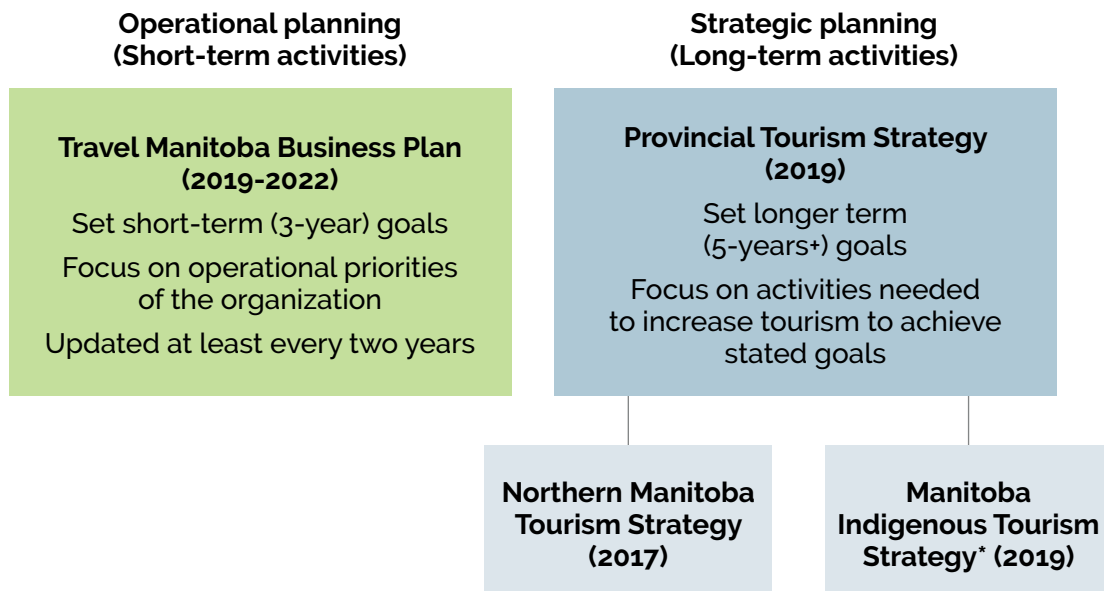 Operational planning
(Short-term activities)
Travel Manitoba Business Plan
(2019-2022)
Set short-term (3-year) goals
Focus on operational priorities
of the organization
Updated at least every two years
Strategic planning
(Long-term activities)
Provincial Tourism Strategy
(2019)
Set longer term
(5-years+) goals
Focus on activities needed
to increase tourism to achieve
stated goals
Northern Manitoba
Tourism Strategy
(2017)
Manitoba
Indigenous Tourism
Strategy* (2019)